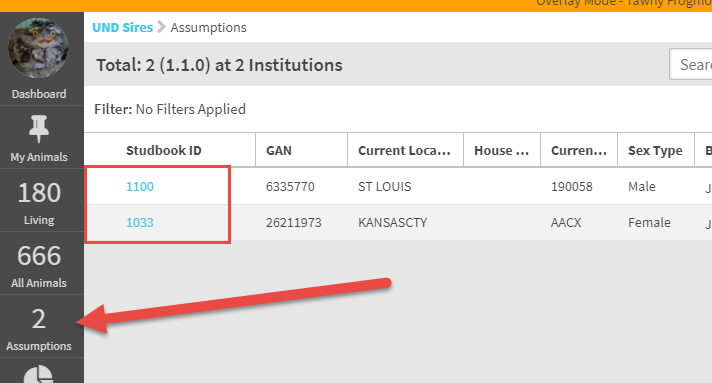 Overlay Mode - Tawny Frogmo
UND Sires > Assumptions
Total: 2 (1.1.0) at 2 Institutions
Sear
Filter: No Filters Applied
Studbook ID GAN Current Loca... House ... Curren... Sex Type B
1100 6335770 ST LOUIS 190058 Male J
1033 26211973 KANSASCTY AACX Female J
Dashboard
My Animals
180
Living
666
All Animals
2
Assumptions